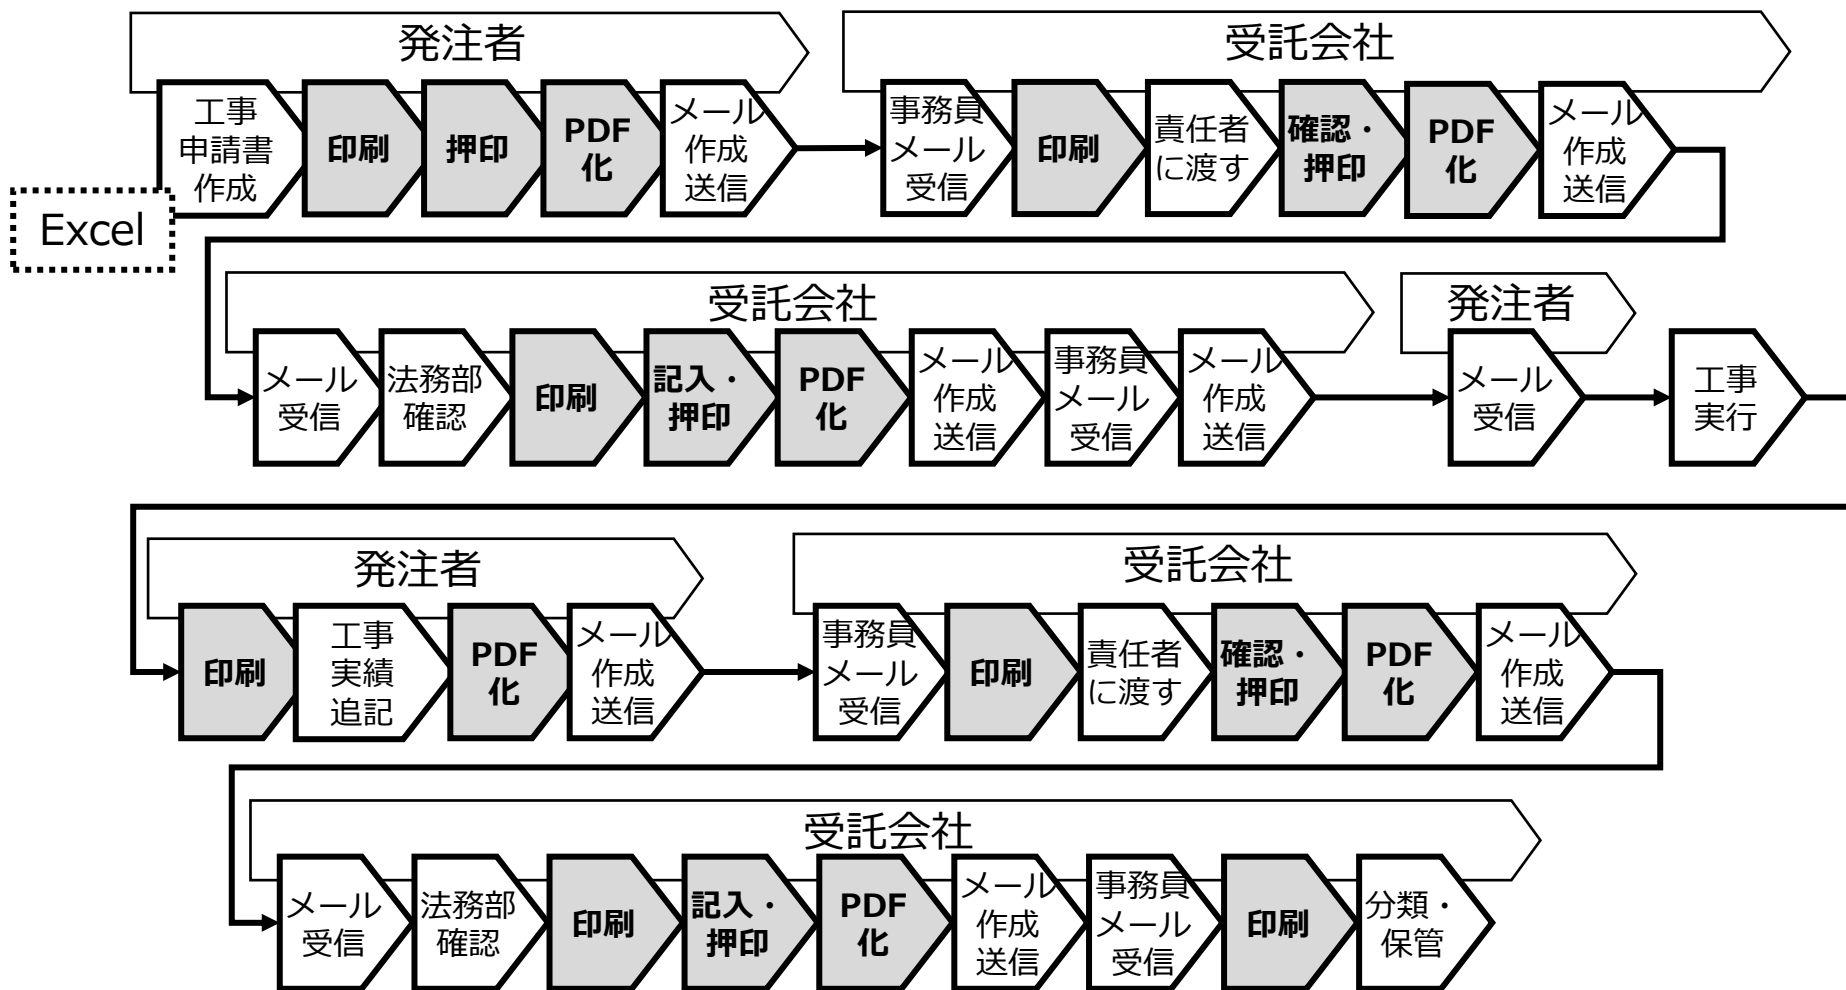 発注者
工事
申請書
作成
印刷
押印
PDF
化
メール
作成
送信
Excel
受託会社
事務員
メール
受信
印刷
責任者
に渡す
確認・
押印
PDF
化
メール
作成
送信
受託会社
メール
受信
法務部
確認
印刷
記入・
押印
PDF
化
メール
作成
送信
事務員
メール
受信
メール
作成
送信
発注者
メール
受信
工事
実行
発注者
印刷
工事
実績
追記
PDF
化
メール
作成
送信
受託会社
事務員
メール
受信
印刷
責任者
に渡す
確認・
押印
PDF
化
メール
作成
送信
受託会社
メール
受信
法務部
確認
印刷
記入・
押印
PDF
化
メール
作成
送信
事務員
メール
受信
印刷
分類・
保管